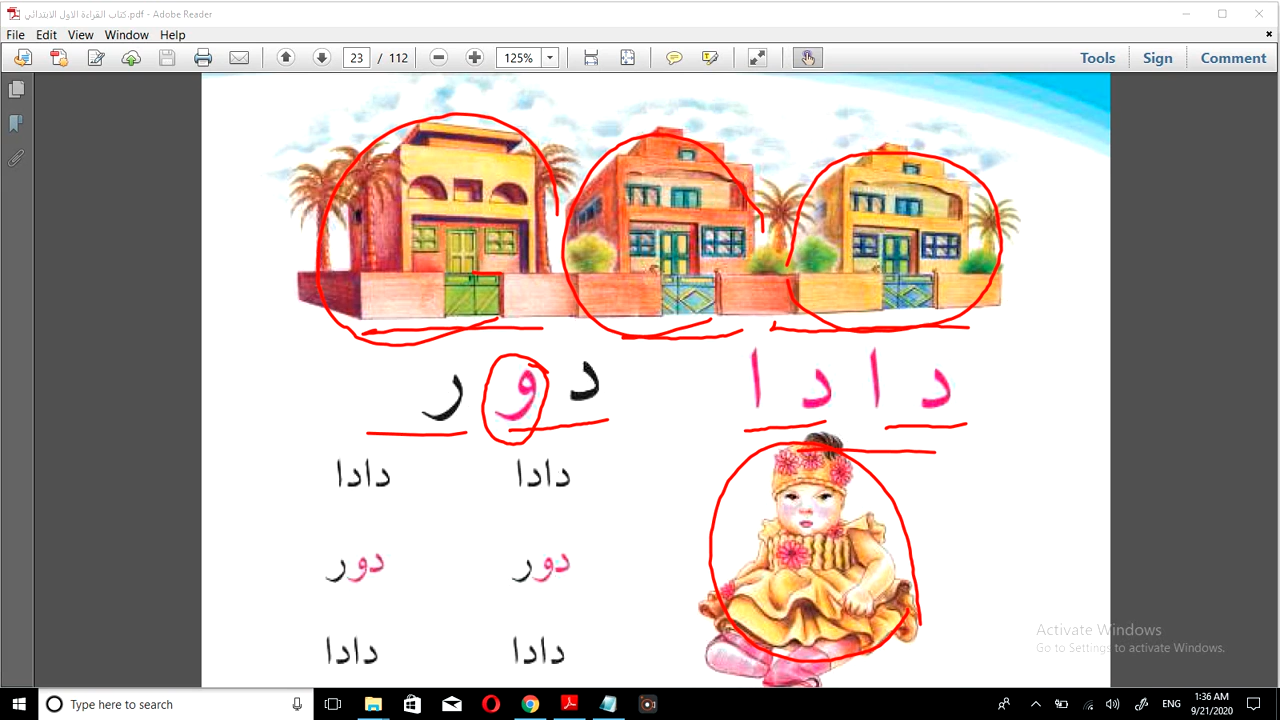 كتاب القراءة الاول الابتدائي.pdf - Adobe Reader
File Edit View Window Help
23 / 112 125% Tools Sign Comment
د ا د ا
د و ر
دادا دادا
دور دور
دادا دادا
Activate Windows
Go to Settings to activate Windows.
Type here to search
ENG 1:36 AM
9/21/2020